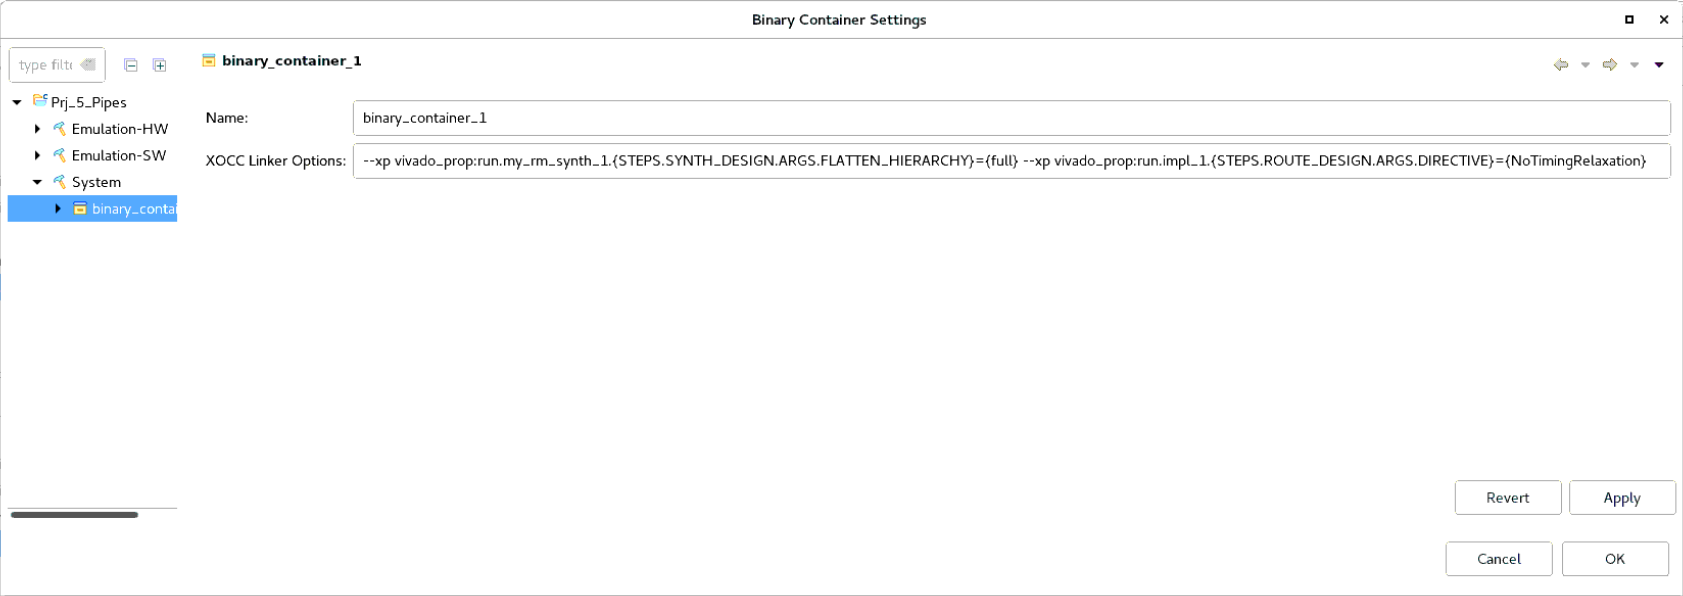 Binary Container Settings
type filt
binary_container_1
Prj_5_Pipes
Emulation-HW
Emulation-SW
System
binary_contai
Name:
binary_container_1
XOCC Linker Options:
--xp vivado_prop:run.my_rm_synth_1.{STEPS.SYNTH_DESIGN.ARGS.FLATTEN_HIERARCHY}={full} --xp vivado_prop:run.impl_1.{STEPS.ROUTE_DESIGN.ARGS.DIRECTIVE}={NoTimingRelaxation}
Revert
Apply
Cancel
OK